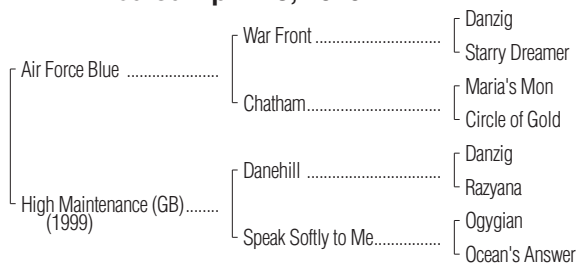 War Front ................................ Danzig
Starry Dreamer
Air Force Blue .......................
Chatham.................................. Maria's Mon
Circle of Gold
Danehill ................................. Danzig
Razyana
High Maintenance (GB)........
(1999)
Speak Softly to Me................ Ogygian
Ocean's Answer